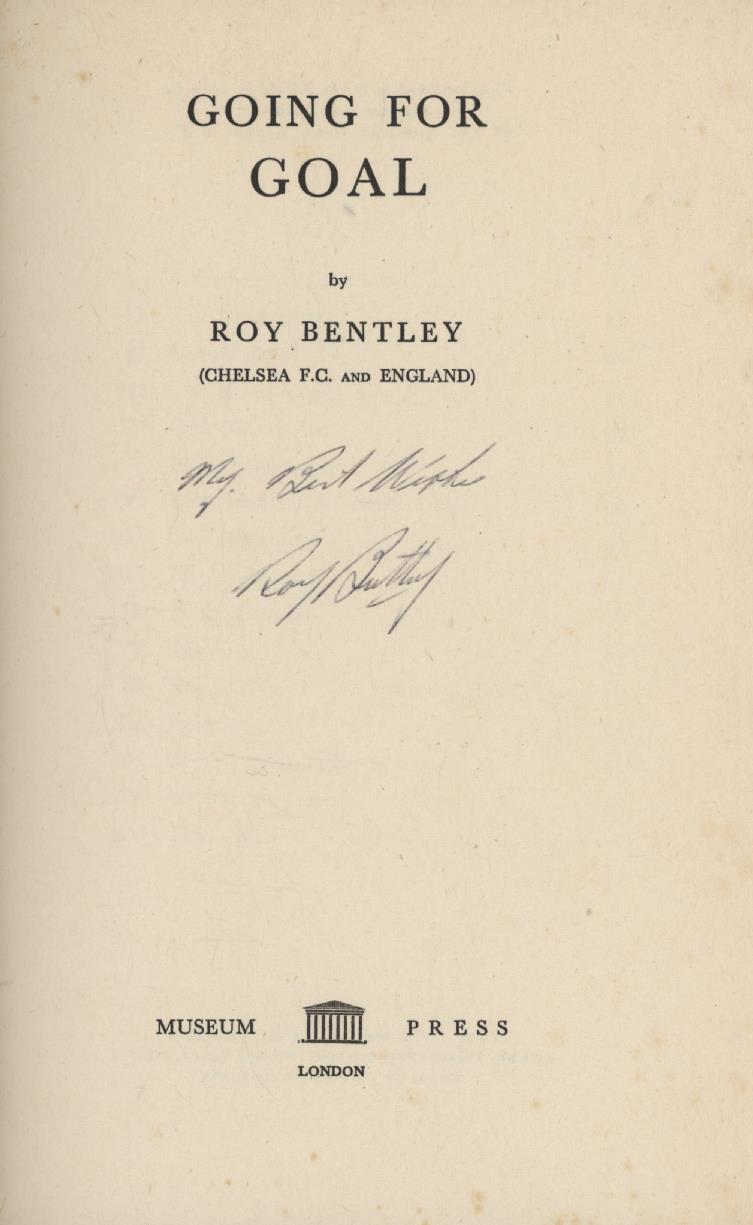 GOING FOR
GOAL
by
ROY BENTLEY
(CHELSEA F.C. AND ENGLAND)
My. Best Wishes
Roy Bentley
MUSEUM PRESS
LONDON